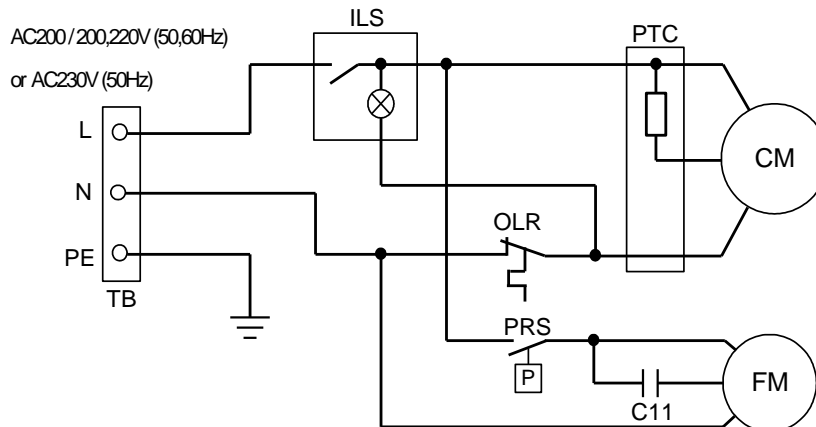 ILS
AC200 / 200,220V (50,60Hz)
or AC230V (50Hz)
PTC
L
CM
N
OLR
PE
TB
PRS
P
FM
C11